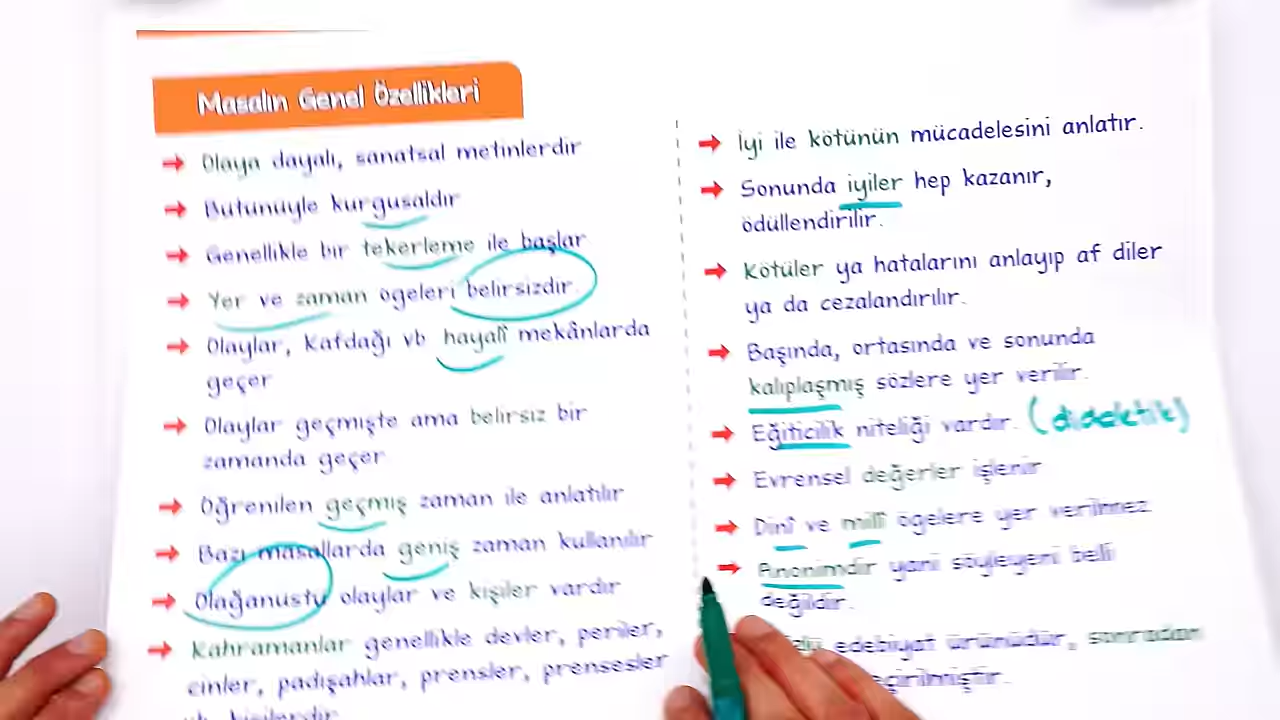 Masalın Genel Özellikleri
➡ Olaya dayalı, sanatsal metinlerdir
➡ Bütünüyle kurgusaldır
➡ Genellikle bir tekerleme ile başlar
➡ Yer ve zaman ögeleri belirsizdir.
➡ Olaylar, Kafdağı vb hayalî mekânlarda
geçer
➡ Olaylar geçmişte ama belirsiz bir
zamanda geçer
➡ Öğrenilen geçmiş zaman ile anlatılır
➡ Bazı masallarda geniş zaman kullanılır
➡ Olağanüstü olaylar ve kişiler vardır
➡ Kahramanlar genellikle devler, periler,
cinler, padişahlar, prensler, prensesler
vb. kişilerdir
➡ İyi ile kötünün mücadelesini anlatır.
➡ Sonunda iyiler hep kazanır,
ödüllendirilir.
➡ Kötüler ya hatalarını anlayıp af diler
ya da cezalandırılır.
➡ Başında, ortasında ve sonunda
kalıplaşmış sözlere yer verilir.
➡ Eğiticilik niteliği vardır. (didaktik)
➡ Evrensel değerler işlenir
➡ Dinî ve millî ögelere yer verilmez
➡ Anonimdir yani söyleyeni belli
değildir.
edebiyat ürünüdür, sonradan